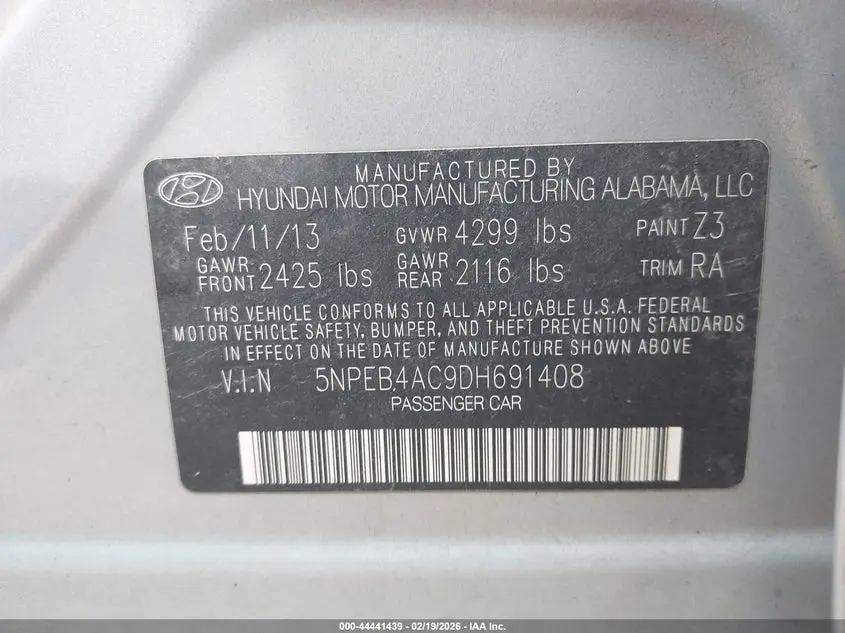 MANUFACTURED BY
HYUNDAI MOTOR MANUFACTURING ALABAMA, LLC
Feb/11/13 GVWR 4299 lbs PAINT Z3
GAWR FRONT 2425 lbs GAWR REAR 2116 lbs TRIM RA
THIS VEHICLE CONFORMS TO ALL APPLICABLE U.S.A. FEDERAL
MOTOR VEHICLE SAFETY, BUMPER, AND THEFT PREVENTION STANDARDS
IN EFFECT ON THE DATE OF MANUFACTURE SHOWN ABOVE
V.I.N 5NPEB4AC9DH691408
PASSENGER CAR
000-44441439 | 02/19/2026 - IAA Inc.